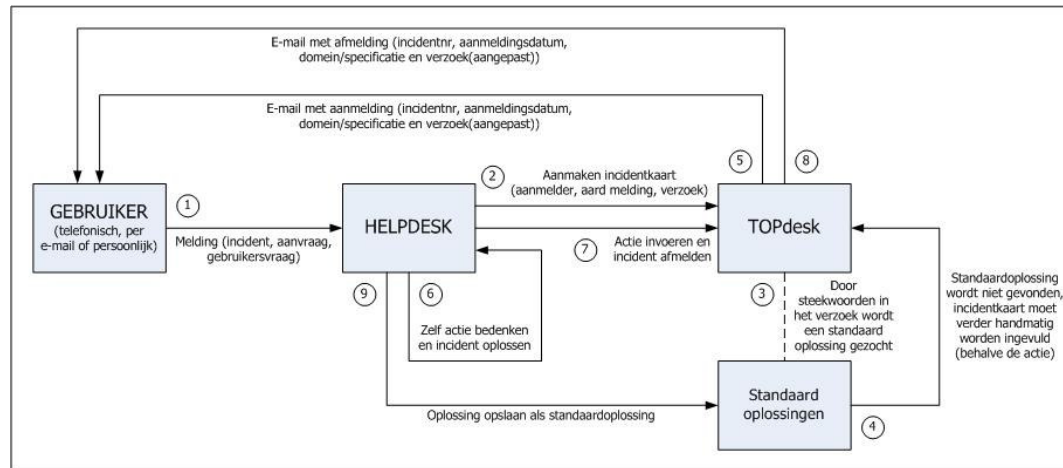 E-mail met afmelding (incidentnr, aanmeldingsdatum,
domein/specificatie en verzoek(aangepast))
E-mail met aanmelding (incidentnr, aanmeldingsdatum,
domein/specificatie en verzoek(aangepast))
GEBRUIKER
(telefonisch, per
e-mail of persoonlijk)
1
Melding (incident, aanvraag,
gebruikersvraag)
HELPDESK
2
Aanmaken incidentkaart
(aanmelder, aard melding, verzoek)
7
Actie invoeren en
incident afmelden
5
8
TOPdesk
9
6
Zelf actie bedenken
en incident oplossen
3
Door
steekwoorden in
het verzoek wordt
een standaard
oplossing gezocht
Standaardoplossing
wordt niet gevonden,
incidentkaart moet
verder handmatig
worden ingevuld
(behalve de actie)
Oplossing opslaan als standaardoplossing
Standaard
oplossingen
4